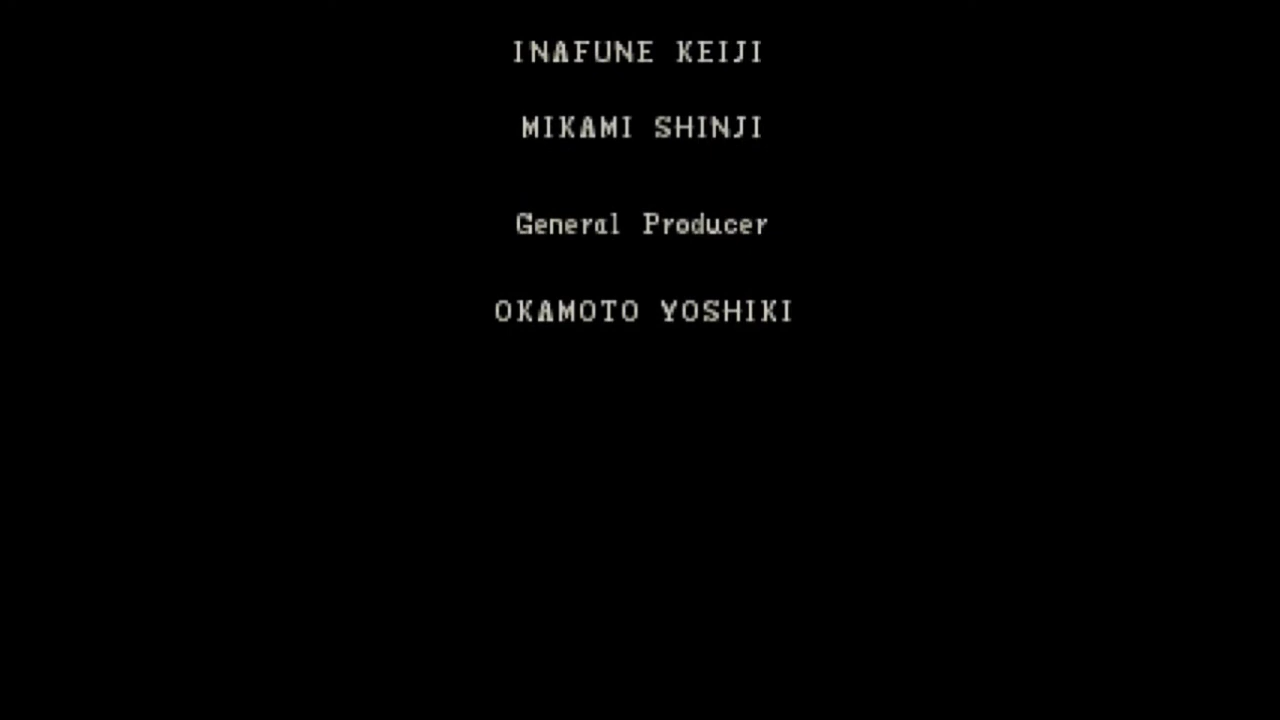 INAFUNE KEIJI
MIKAMI SHINJI
General Producer
OKAMOTO YOSHIKI